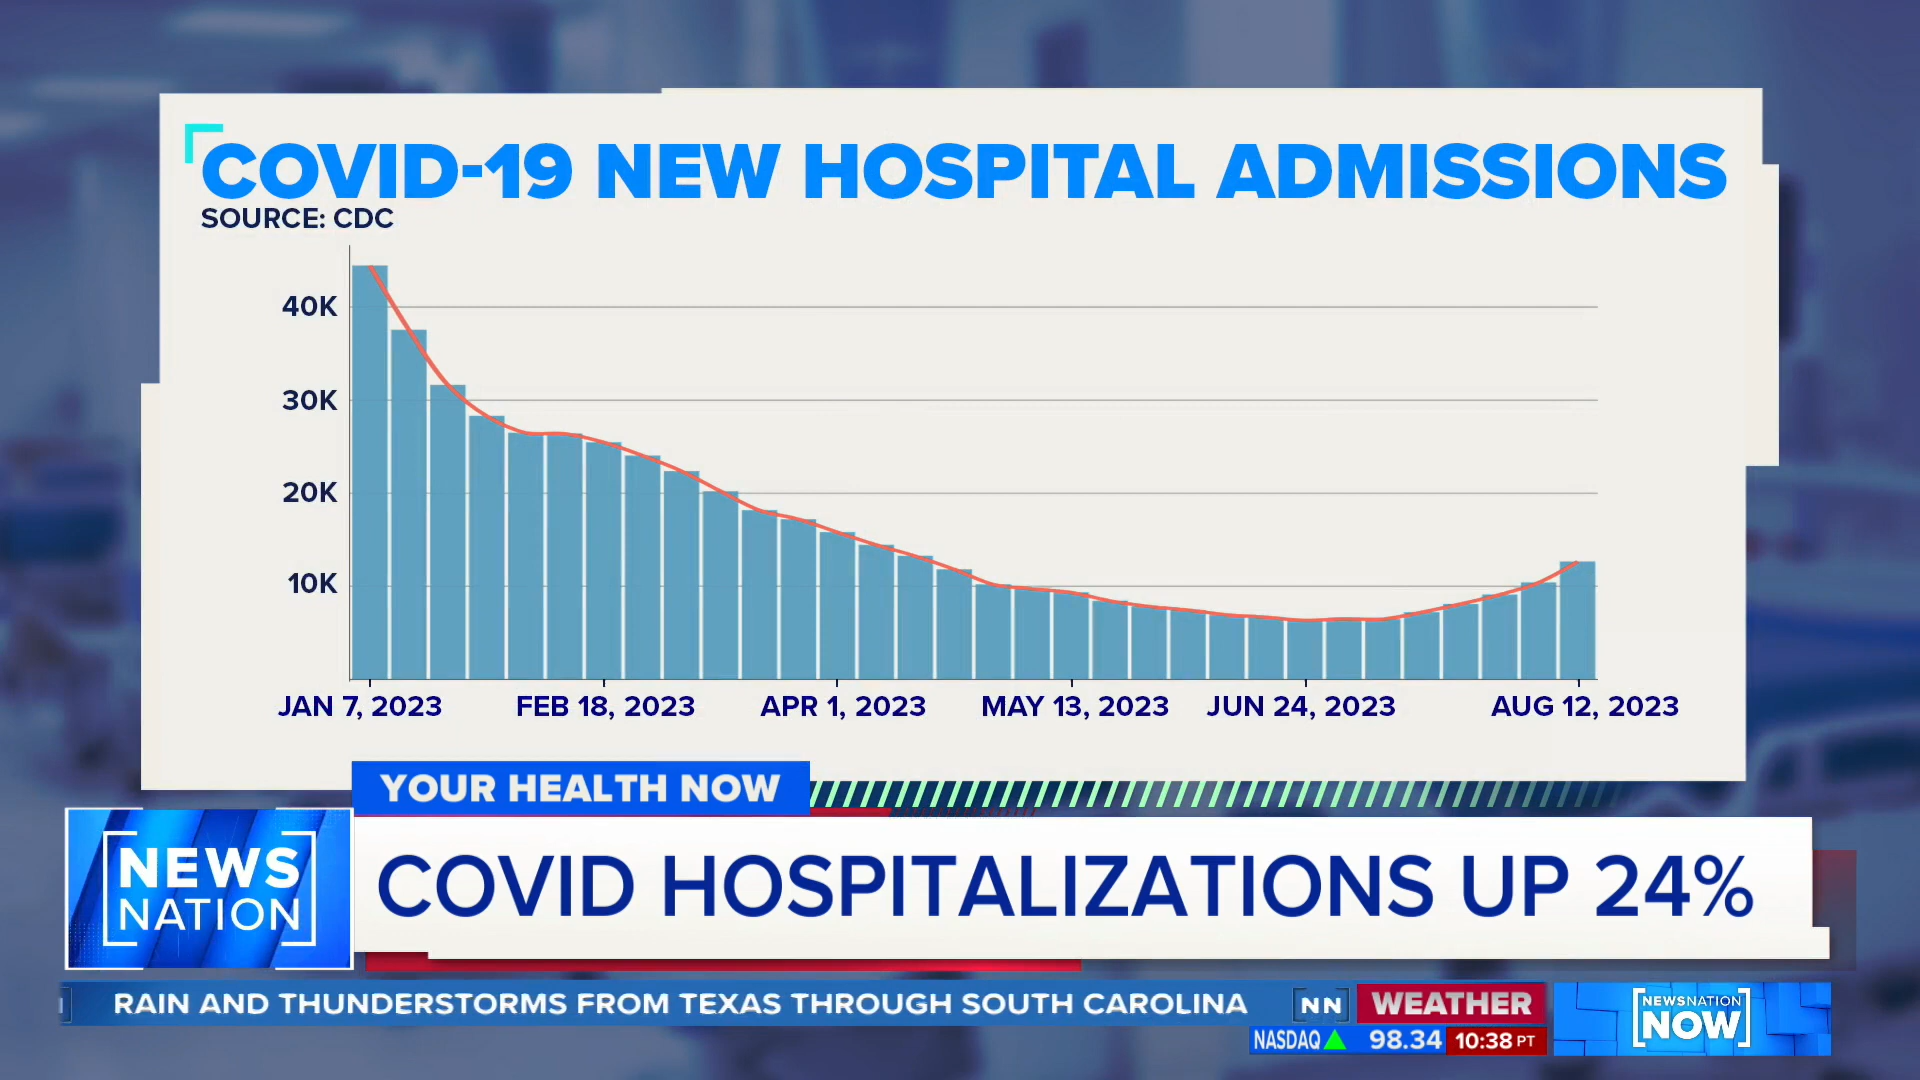 COVID-19 NEW HOSPITAL ADMISSIONS
SOURCE: CDC
40K
30K
20K
10K
JAN 7, 2023
FEB 18, 2023
APR 1, 2023
MAY 13, 2023
JUN 24, 2023
AUG 12, 2023
YOUR HEALTH NOW
NEWS
NATION
COVID HOSPITALIZATIONS UP 24%
RAIN AND THUNDERSTORMS FROM TEXAS THROUGH SOUTH CAROLINA
NN
WEATHER
NASDAQ 98.34 10:38 PT
NEWSNATION
NOW